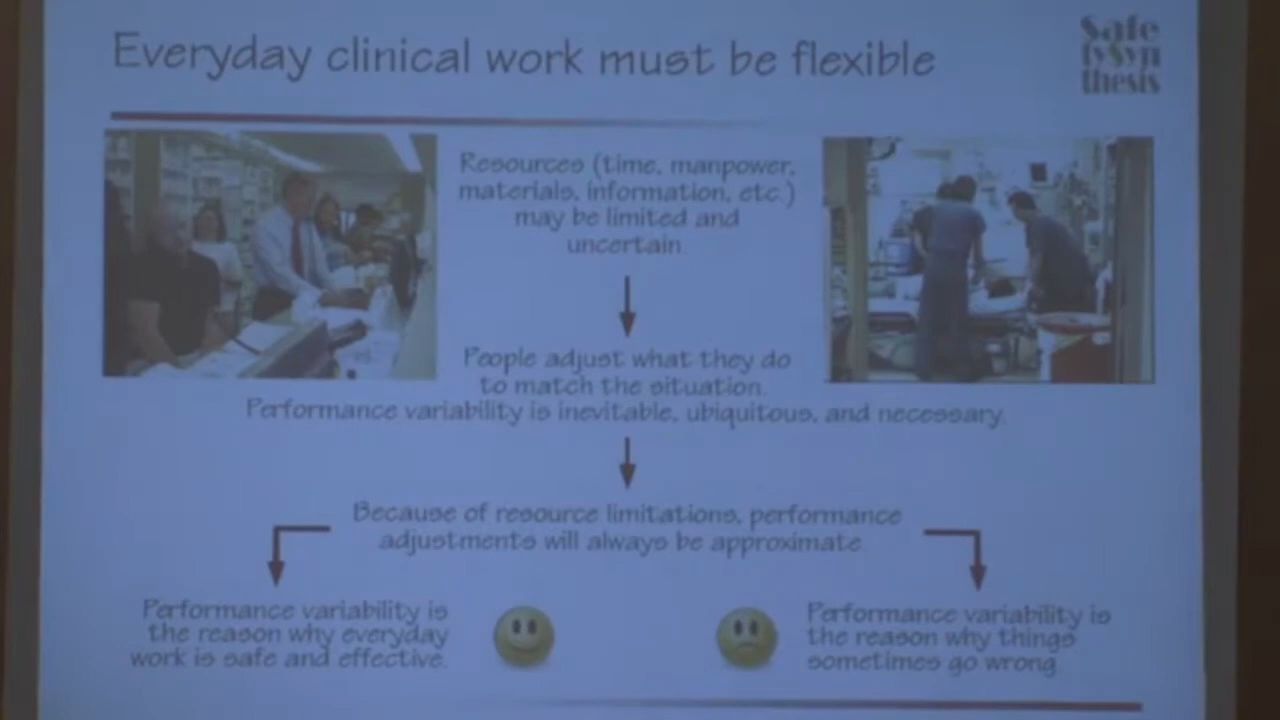 Everyday clinical work must be flexible
Safe
tySyn
thesis
Resources (time, manpower,
materials, information, etc.)
may be limited and
uncertain.
People adjust what they do
to match the situation.
Performance variability is inevitable, ubiquitous, and necessary.
Because of resource limitations, performance
adjustments will always be approximate.
Performance variability is
the reason why everyday
work is safe and effective.
Performance variability is
the reason why things
sometimes go wrong.